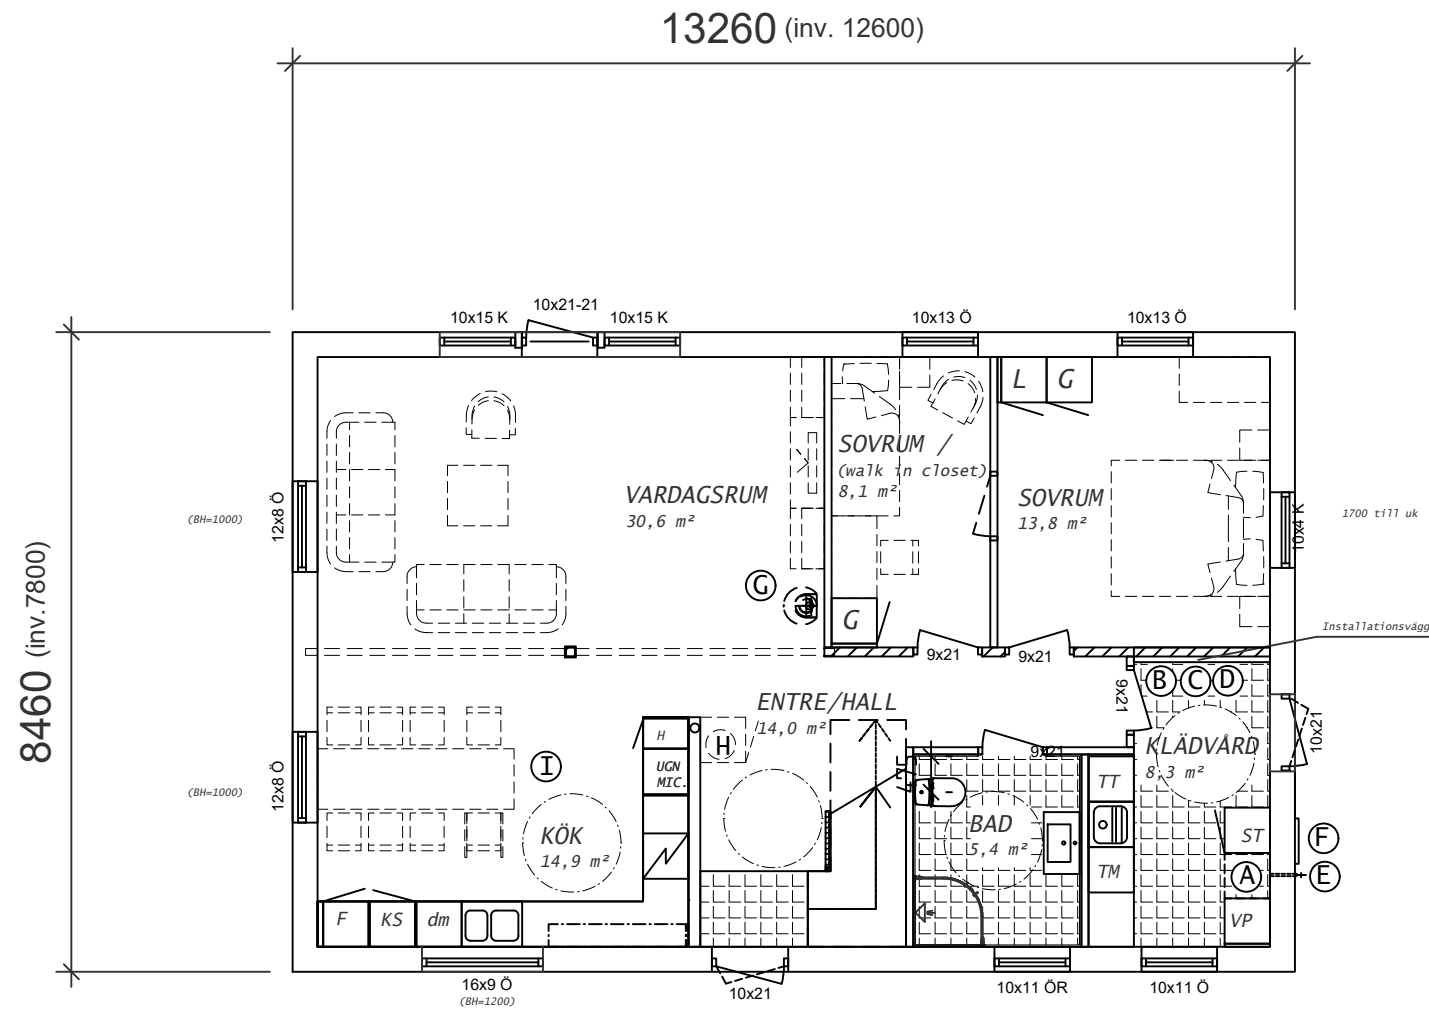 13260 (inv. 12600)
8460 (inv.7800)
10x15 K
10x21-21
10x15 K
10x13 Ö
10x13 Ö
L
G
SOVRUM /
(walk in closet)
8,1 m²
VARDAGSRUM
30,6 m²
SOVRUM
13,8 m²
(BH=1000)
12x8 Ö
10x4 K
1700 till uk
G
G
Installationsvägg
9x21
9x21
9x21
B
C
D
ENTRE/HALL
14,0 m²
H
H
UGN
MIC.
I
9x21
KLÄDVÅRD
8,3 m²
10x21
(BH=1000)
12x8 Ö
TT
KÖK
14,9 m²
BAD
5,4 m²
ST
F
TM
A
E
F
KS
dm
VP
16x9 Ö
(BH=1200)
10x21
10x11 ÖR
10x11 Ö